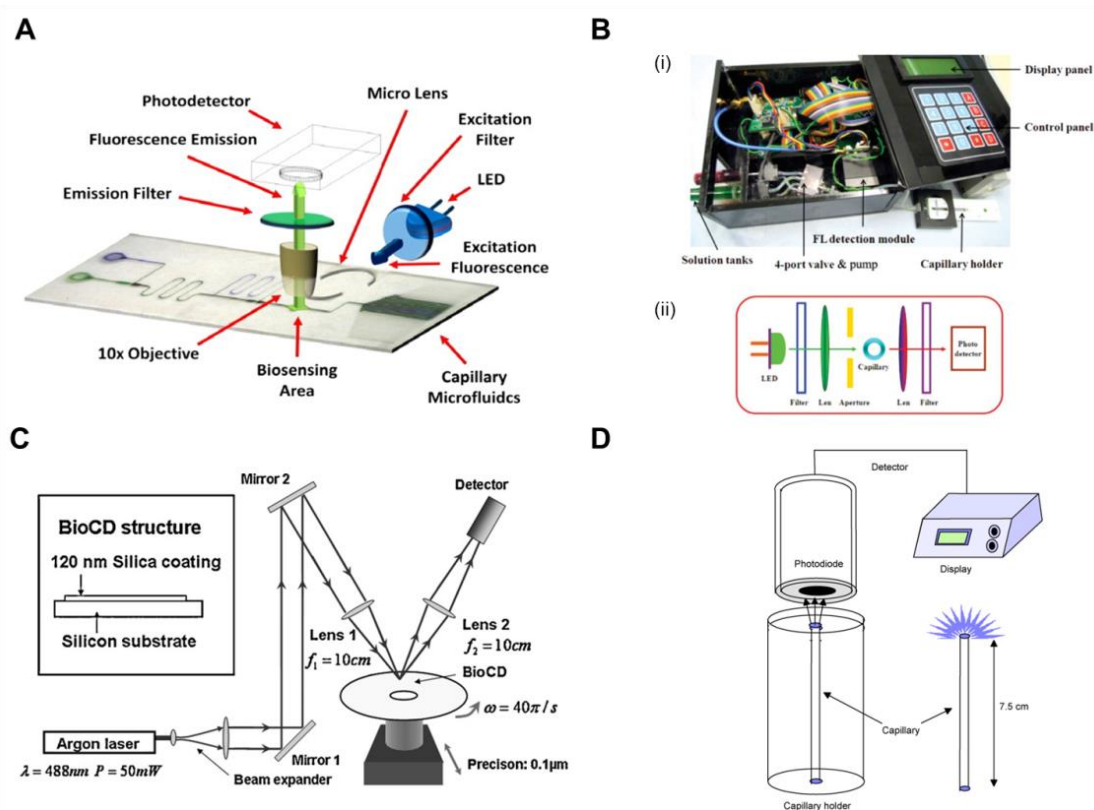 A
Photodetector
Fluorescence Emission
Emission Filter
Micro Lens
Excitation
Filter
LED
Excitation
Fluorescence
10x Objective
Biosensing
Area
Capillary
Microfluidcs
B
(i)
Display panel
Control panel
FL detection module
Solution tanks
4-port valve & pump
Capillary holder
(ii)
LED
Filter
Len
Aperture
Capillary
Len
Filter
Photo
detector
C
BioCD structure
120 nm Silica coating
Silicon substrate
Mirror 2
Detector
Lens 1
f₁ = 10cm
Lens 2
f₂ = 10cm
BioCD
ω = 40π / s
Argon laser
λ = 488nm P = 50mW
Beam expander
Mirror 1
Precison: 0.1µm
D
Detector
Photodiode
Display
Capillary
7.5 cm
Capillary holder